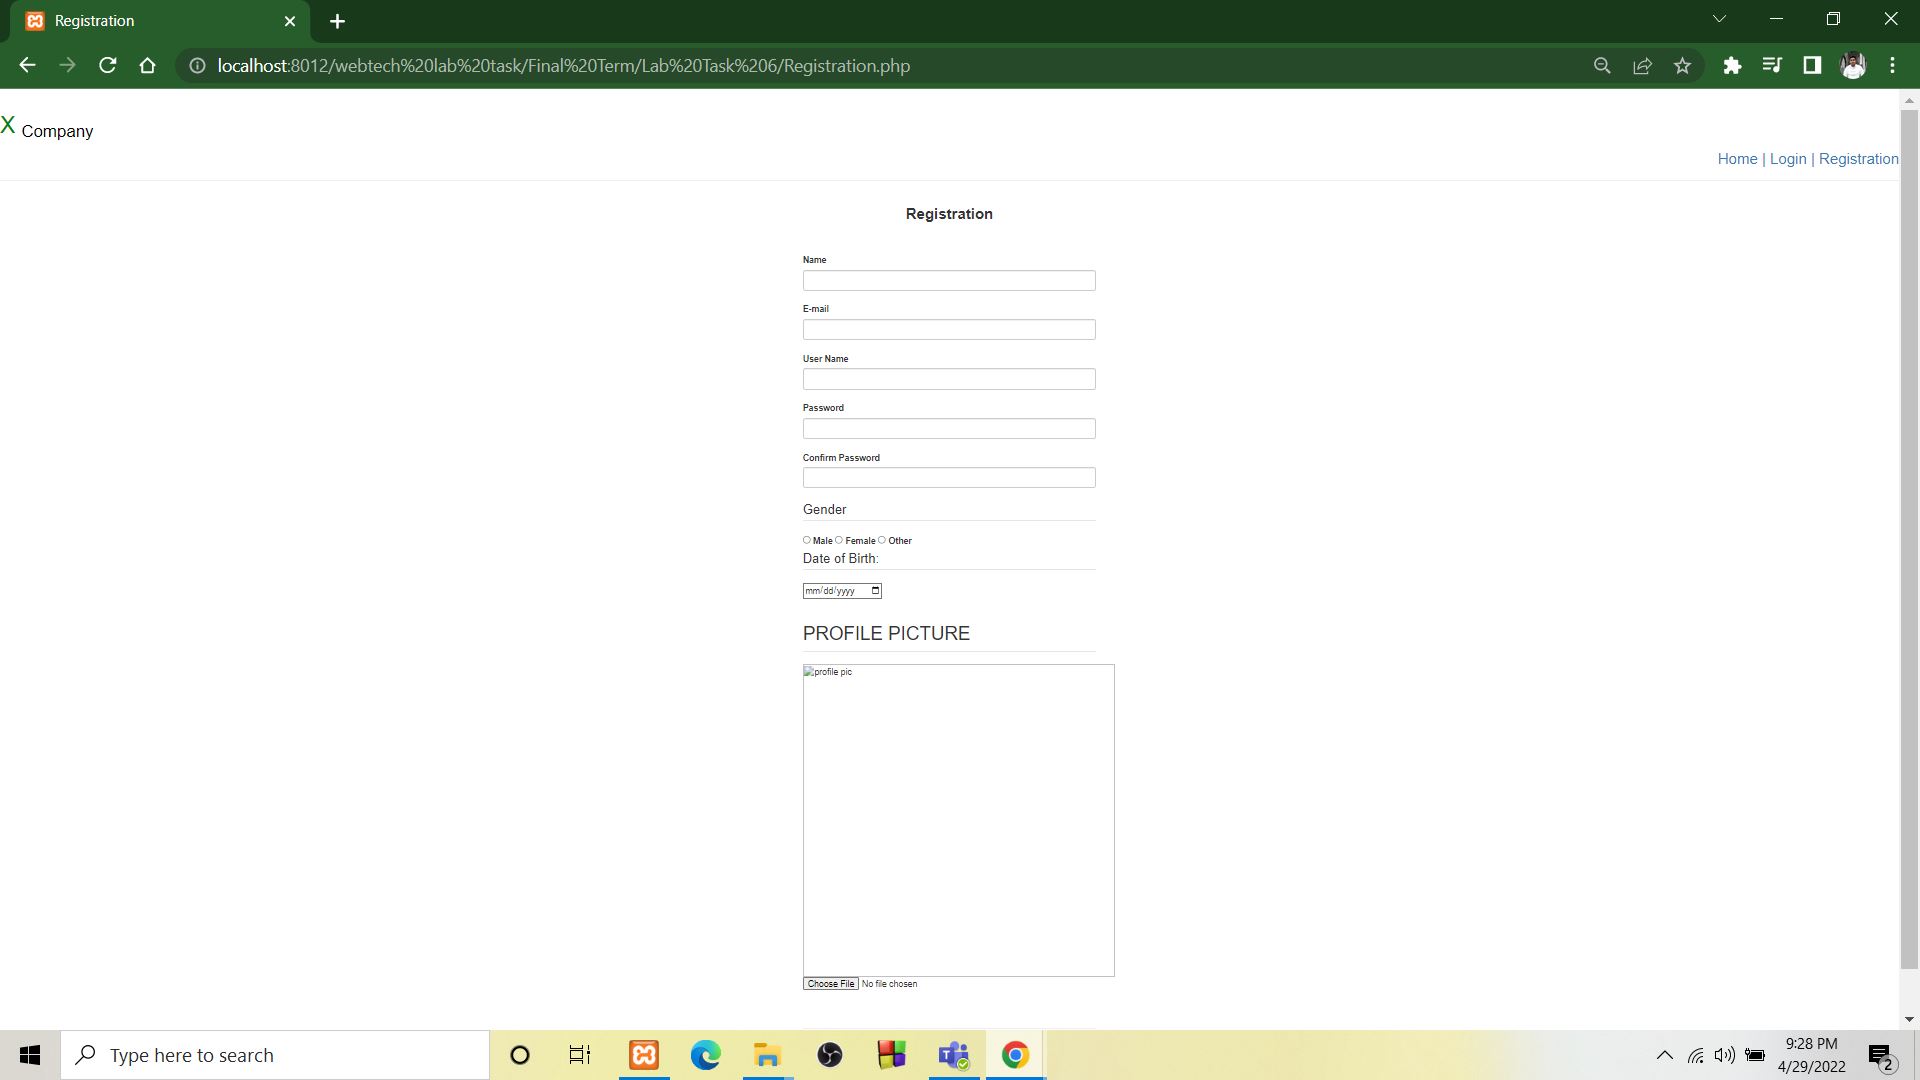 Registration
localhost:8012/webtech%20lab%20task/Final%20Term/Lab%20Task%206/Registration.php
X Company
Home | Login | Registration
Registration
Name
E-mail
User Name
Password
Confirm Password
Gender
Male Female Other
Date of Birth:
mm/dd/yyyy
PROFILE PICTURE
profile pic
Choose File No file chosen
Type here to search
9:28 PM
4/29/2022
2